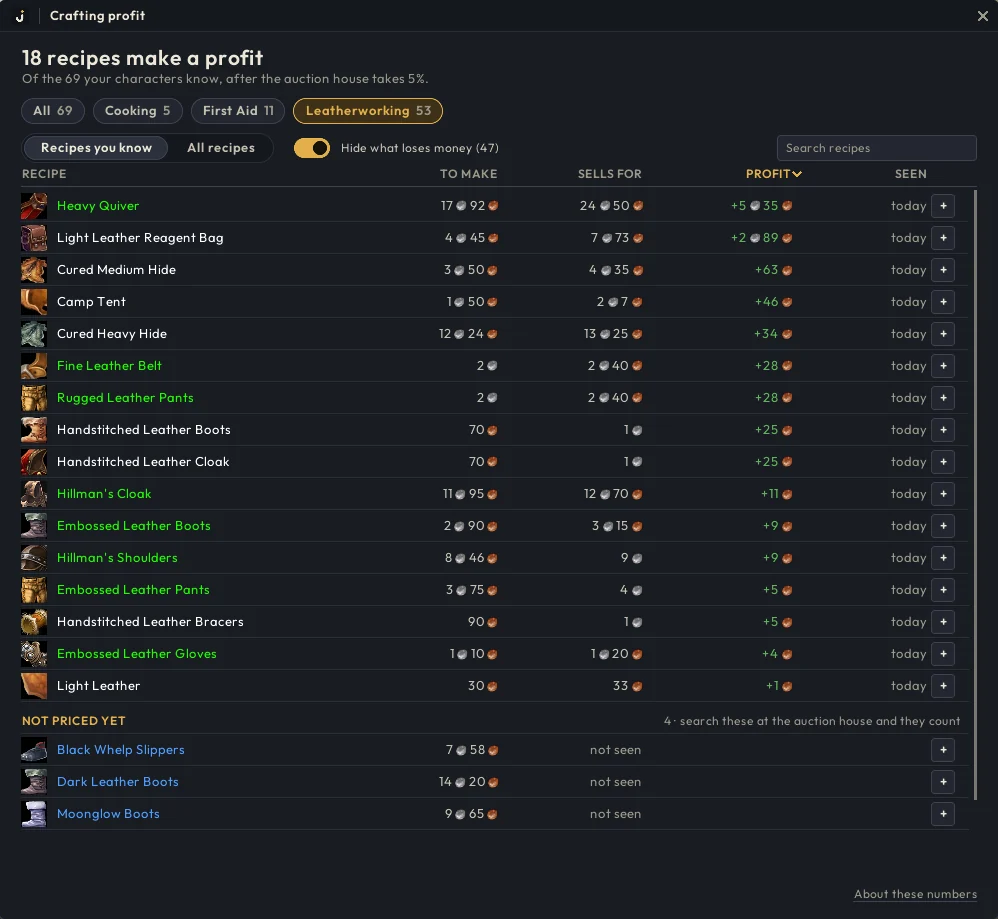 Crafting profit
18 recipes make a profit
Of the 69 your characters know, after the auction house takes 5%.
All 69 Cooking 5 First Aid 11 Leatherworking 53
Recipes you know All recipes Hide what loses money (47) Search recipes
RECIPE TO MAKE SELLS FOR PROFIT SEEN
Heavy Quiver 17 92 24 50 +5 35 today +
Light Leather Reagent Bag 4 45 7 73 +2 89 today +
Cured Medium Hide 3 50 4 35 +63 today +
Camp Tent 1 50 2 7 +46 today +
Cured Heavy Hide 12 24 13 25 +34 today +
Fine Leather Belt 2 2 40 +28 today +
Rugged Leather Pants 2 2 40 +28 today +
Handstitched Leather Boots 70 1 +25 today +
Handstitched Leather Cloak 70 1 +25 today +
Hillman's Cloak 11 95 12 70 +11 today +
Embossed Leather Boots 2 90 3 15 +9 today +
Hillman's Shoulders 8 46 9 +9 today +
Embossed Leather Pants 3 75 4 +5 today +
Handstitched Leather Bracers 90 1 +5 today +
Embossed Leather Gloves 1 10 1 20 +4 today +
Light Leather 30 33 +1 today +
NOT PRICED YET 4 · search these at the auction house and they count
Black Whelp Slippers 7 58 not seen +
Dark Leather Boots 14 20 not seen +
Moonglow Boots 9 65 not seen +
About these numbers